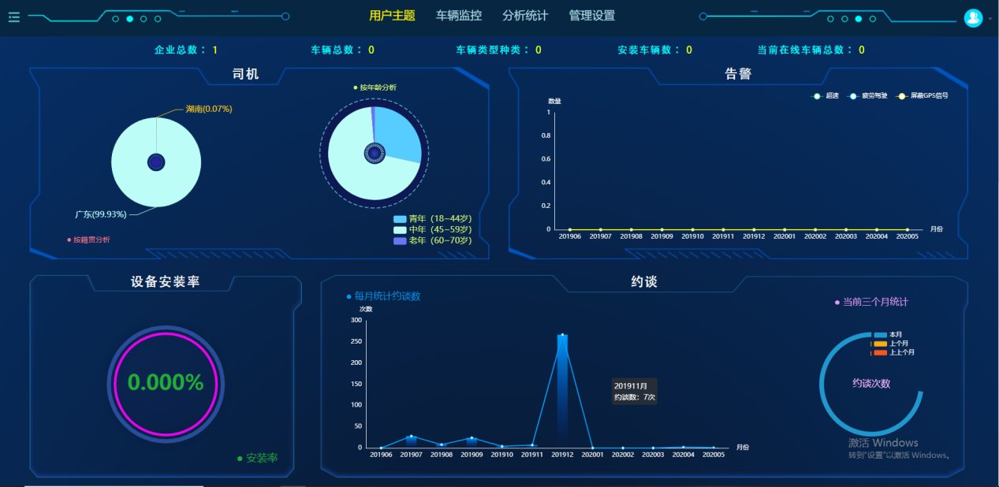 用户主题 车辆监控 分析统计 管理设置
企业总数： 1 车辆总数： 0 车辆类型种类： 0 安装车辆数： 0 当前在线车辆总数： 0
司机
按年龄分析
湖南(0.07%)
广东(99.93%)
按籍贯分析
青年（18~44岁）
中年（45~59岁）
老年（60~70岁）
告警
超速 疲劳驾驶 屏蔽GPS信号
数量
1
0.8
0.6
0.4
0.2
0
201906 201907 201908 201909 201910 201911 201912 202001 202002 202003 202004 202005 月份
设备安装率
0.000%
安装率
约谈
每月统计约谈数
次数
300
250
200
150
100
50
0
201906 201907 201908 201909 201910 201911 201912 202001 202002 202003 202004 202005 月份
201911月
约谈数：7次
当前三个月统计
本月
上个月
上上个月
约谈次数
激活 Windows
转到"设置"以激活 Windows。